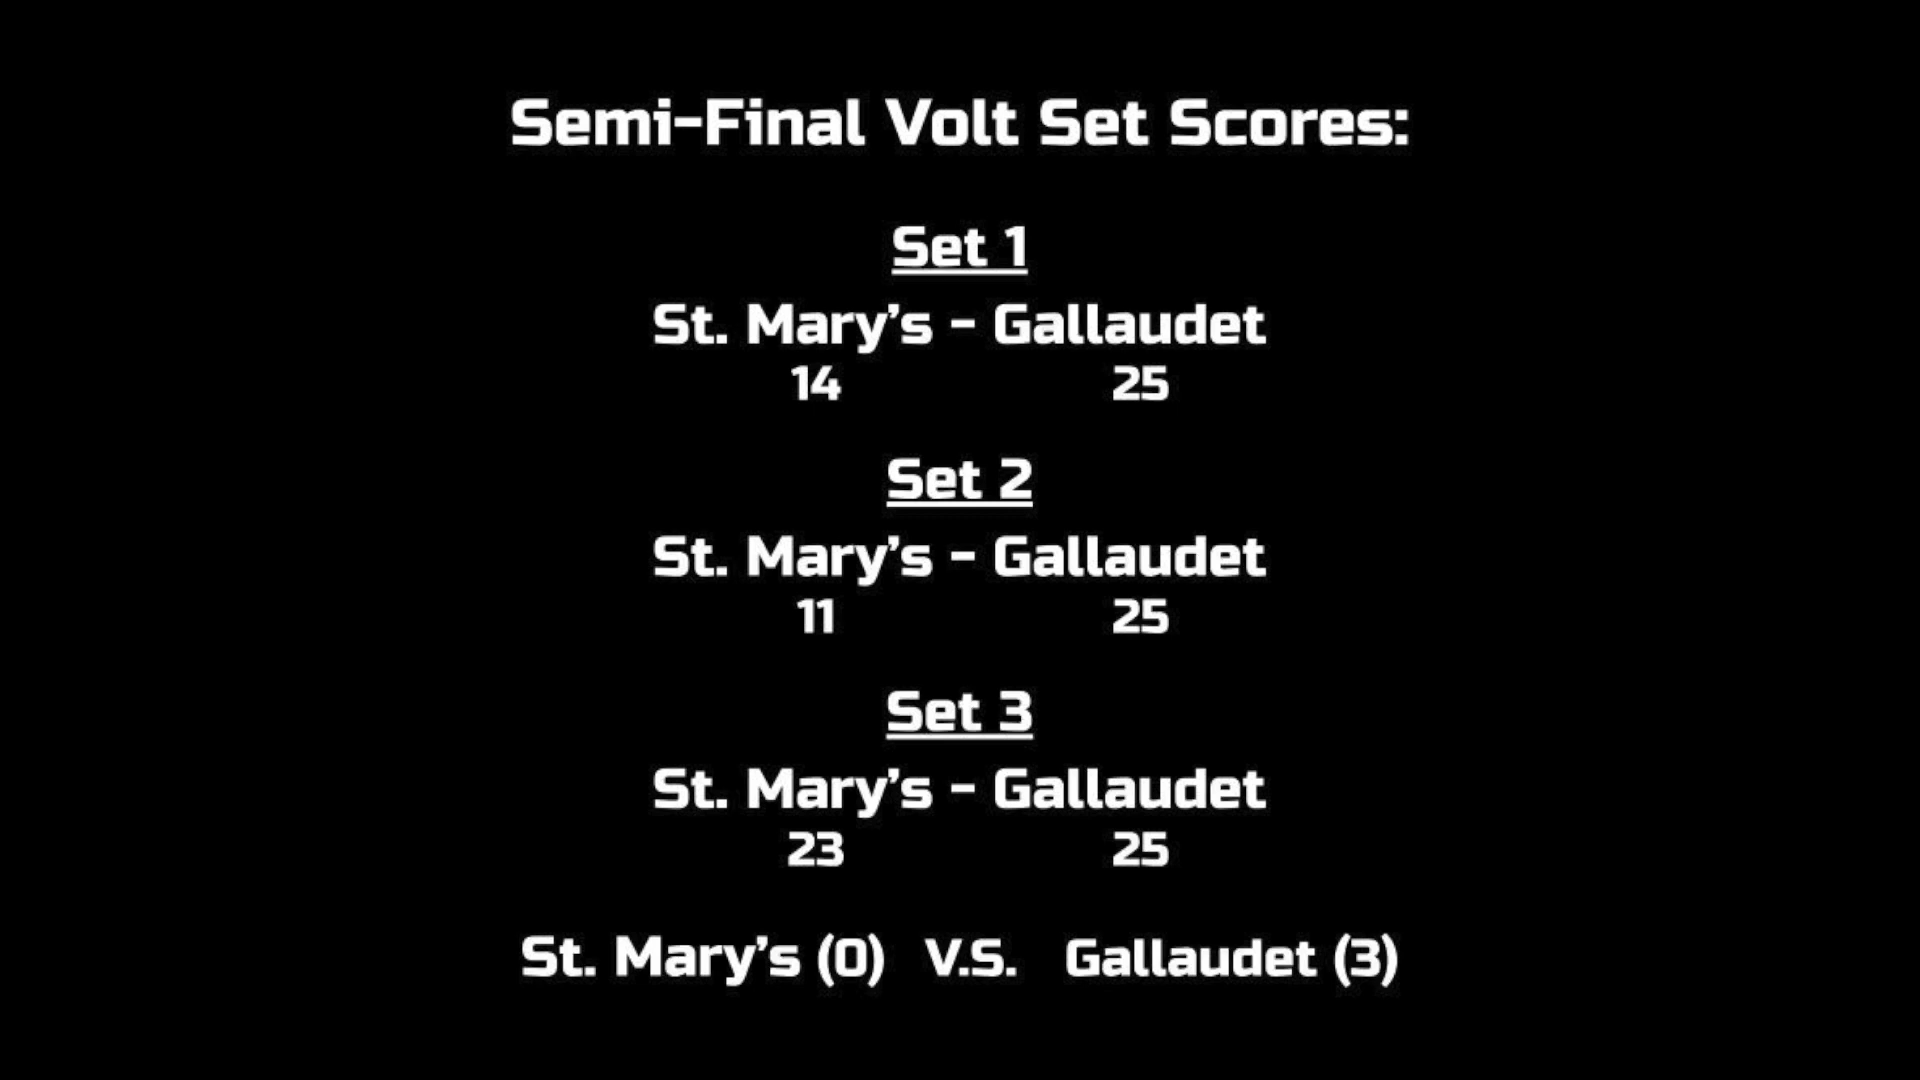 Semi-Final Volt Set Scores:
Set 1
St. Mary’s - Gallaudet
14 25
Set 2
St. Mary’s - Gallaudet
11 25
Set 3
St. Mary’s - Gallaudet
23 25
St. Mary’s (0) V.S. Gallaudet (3)